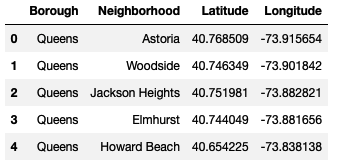 Borough Neighborhood Latitude Longitude
0 Queens Astoria 40.768509 -73.915654
1 Queens Woodside 40.746349 -73.901842
2 Queens Jackson Heights 40.751981 -73.882821
3 Queens Elmhurst 40.744049 -73.881656
4 Queens Howard Beach 40.654225 -73.838138